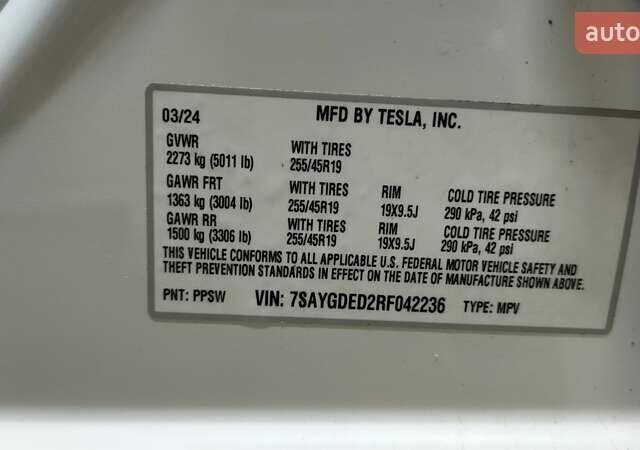 auto
03/24 MFD BY TESLA, INC.
GVWR WITH TIRES
2273 kg (5011 lb) 255/45R19
GAWR FRT WITH TIRES RIM COLD TIRE PRESSURE
1363 kg (3004 lb) 255/45R19 19X9.5J 290 kPa, 42 psi
GAWR RR WITH TIRES RIM COLD TIRE PRESSURE
1500 kg (3306 lb) 255/45R19 19X9.5J 290 kPa, 42 psi
THIS VEHICLE CONFORMS TO ALL APPLICABLE U.S. FEDERAL MOTOR VEHICLE SAFETY AND
THEFT PREVENTION STANDARDS IN EFFECT ON THE DATE OF MANUFACTURE SHOWN ABOVE.
PNT: PPSW VIN: 7SAYGDED2RF042236 TYPE: MPV